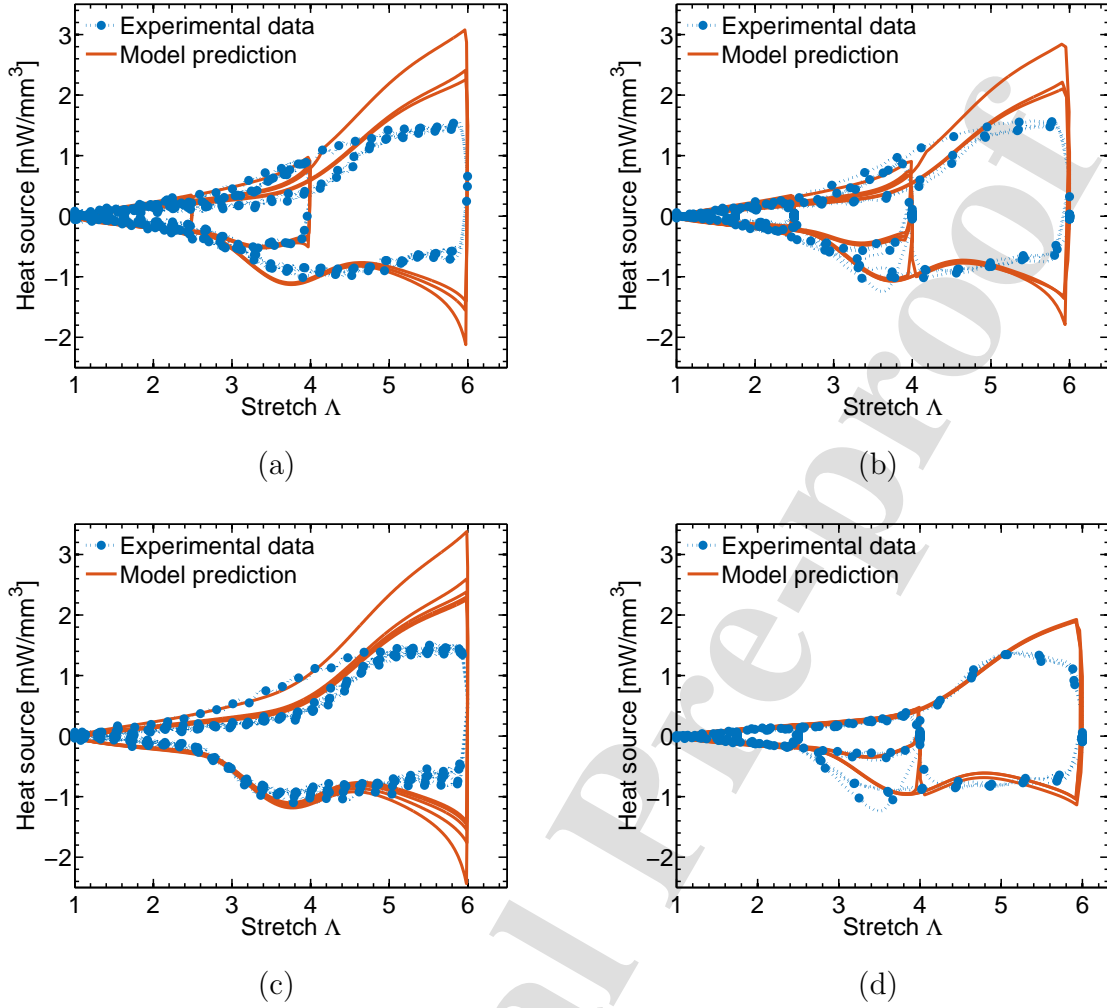 Experimental data
Model prediction
Heat source [mW/mm³]
3
2
1
0
−1
−2
1 2 3 4 5 6
Stretch Λ
(a)
Experimental data
Model prediction
Heat source [mW/mm³]
3
2
1
0
−1
−2
1 2 3 4 5 6
Stretch Λ
(b)
Experimental data
Model prediction
Heat source [mW/mm³]
3
2
1
0
−1
−2
1 2 3 4 5 6
Stretch Λ
(c)
Experimental data
Model prediction
Heat source [mW/mm³]
3
2
1
0
−1
−2
1 2 3 4 5 6
Stretch Λ
(d)
al Pre-proof